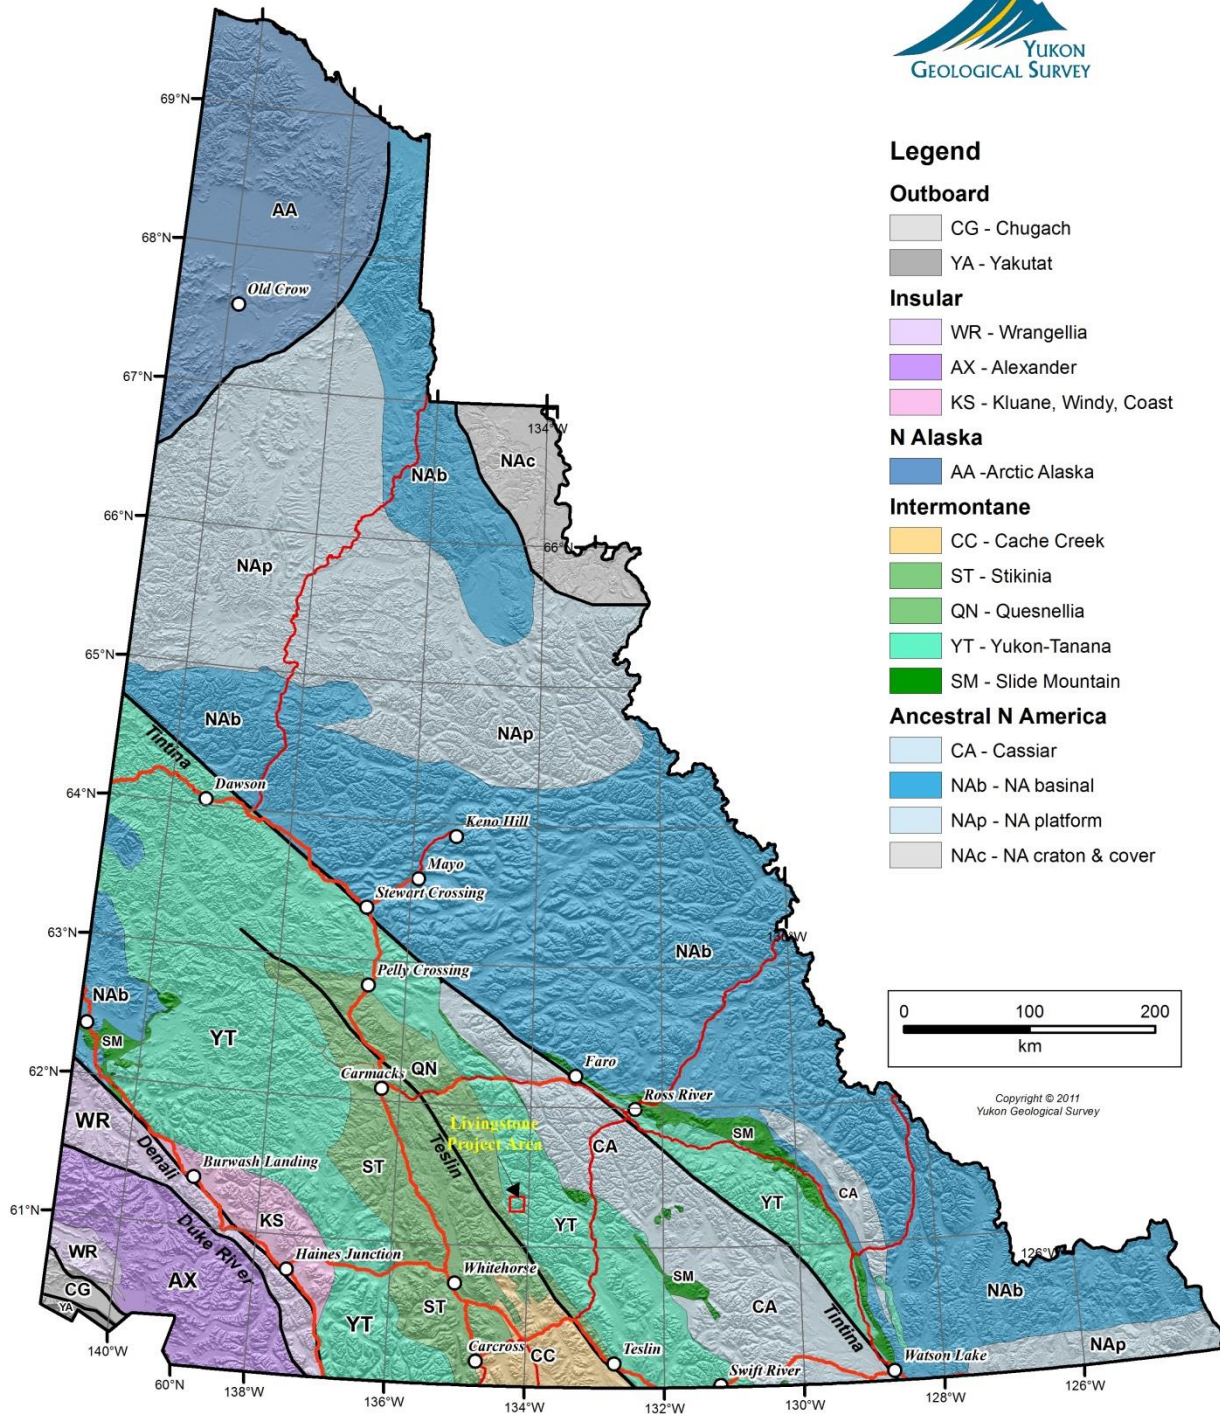 YUKON
GEOLOGICAL SURVEY
Legend
Outboard
CG - Chugach
YA - Yakutat
Insular
WR - Wrangellia
AX - Alexander
KS - Kluane, Windy, Coast
N Alaska
AA -Arctic Alaska
Intermontane
CC - Cache Creek
ST - Stikinia
QN - Quesnellia
YT - Yukon-Tanana
SM - Slide Mountain
Ancestral N America
CA - Cassiar
NAb - NA basinal
NAp - NA platform
NAc - NA craton & cover
0 100 200
km
Copyright © 2011
Yukon Geological Survey
69°N
AA
68°N
Old Crow
67°N
134°W
NAc
NAb
66°N
66°N
NAp
65°N
NAb
NAp
Tintina
Dawson
64°N
Keno Hill
Mayo
Stewart Crossing
63°N
NAb
130°W
Pelly Crossing
NAb
YT
SM
62°N
Faro
QN
Carmacks
Ross River
WR
Livingstone
Project Area
SM
CA
Denali
Burwash Landing
ST
Teslin
CA
YT
61°N
KS
YT
Duke River
WR
Haines Junction
126°W
AX
Whitehorse
SM
CG
NAb
YA
ST
CA
YT
Tintina
Carcross
CC
Teslin
NAp
Swift River
Watson Lake
140°W
60°N
138°W
136°W
134°W
132°W
130°W
128°W
126°W